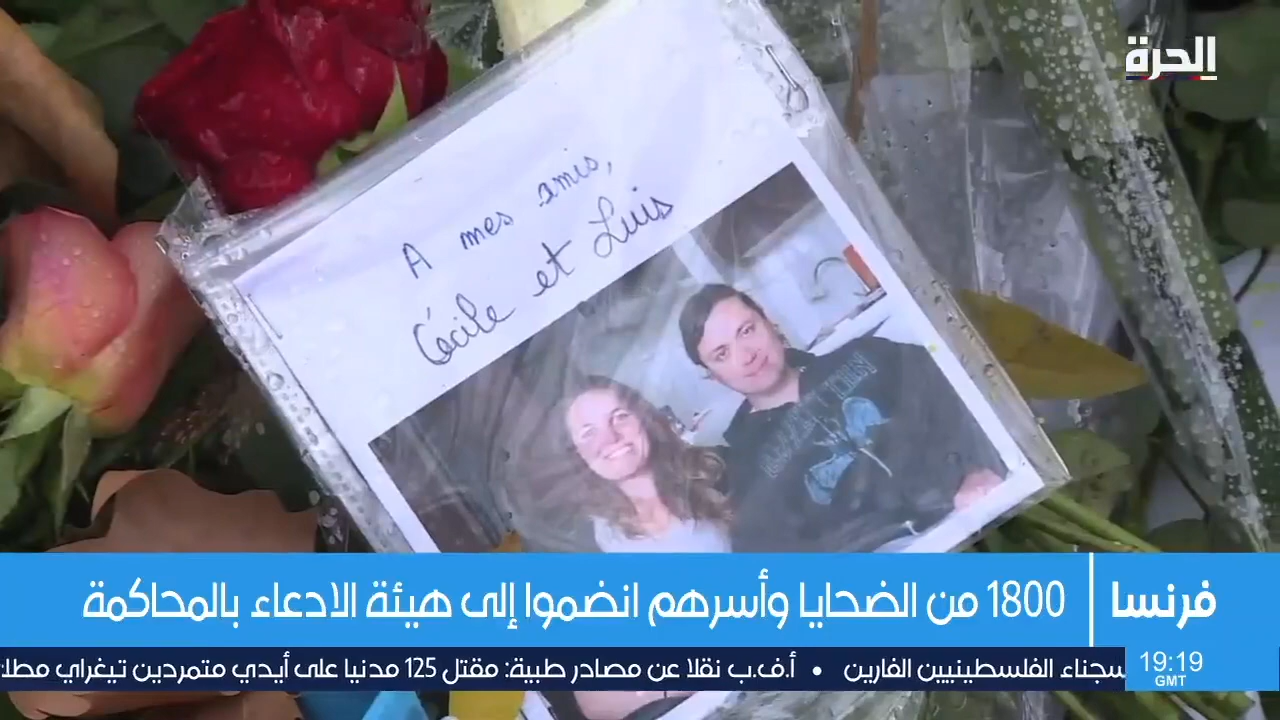 الحرة
A mes amis,
Cécile et Luis
فرنسا
1800 من الضحايا وأسرهم انضموا إلى هيئة الادعاء بالمحاكمة
سجناء الفلسطينيين الفارين • أ.ف.ب نقلا عن مصادر طبية: مقتل 125 مدنيا على أيدي متمردين تيغراي
19:19
GMT